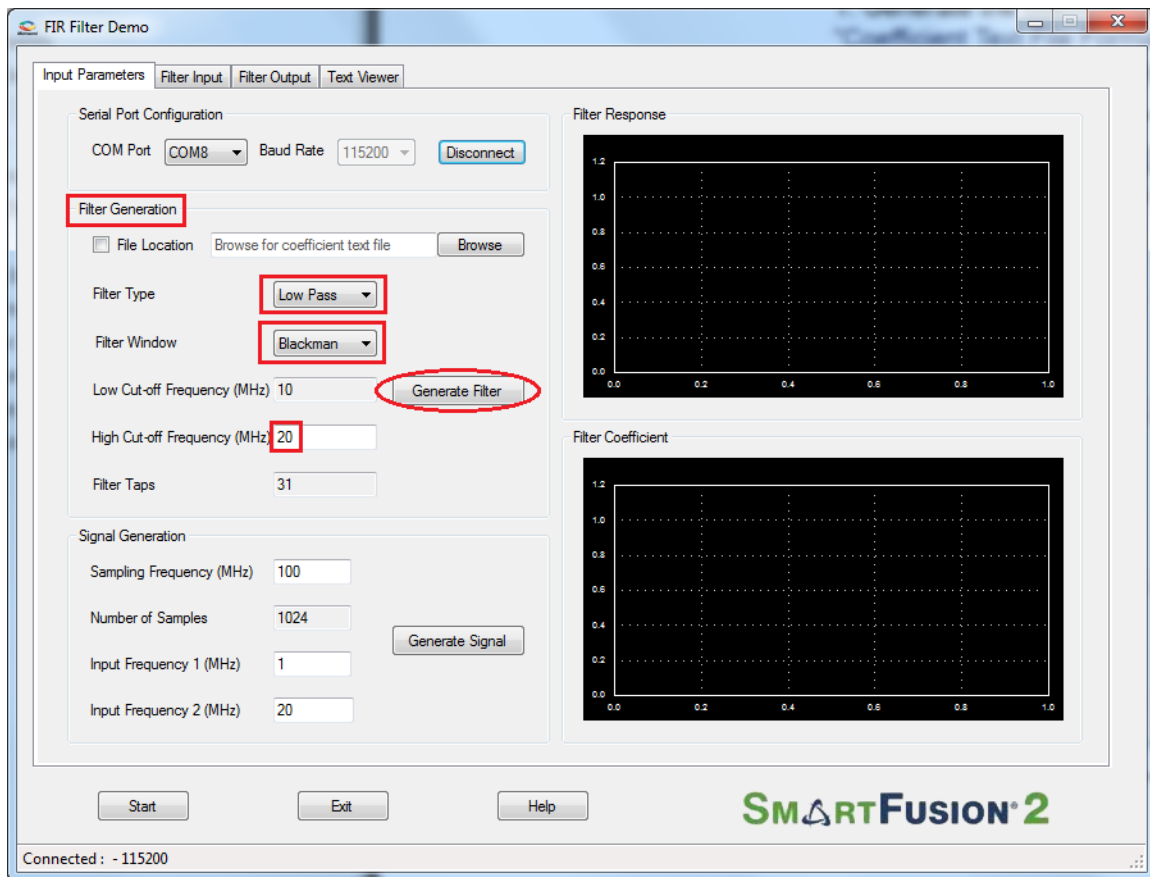 FIR Filter Demo
Input Parameters Filter Input Filter Output Text Viewer
Serial Port Configuration
COM Port COM8 Baud Rate 115200 Disconnect
Filter Generation
File Location Browse for coefficient text file Browse
Filter Type Low Pass
Filter Window Blackman
Low Cut-off Frequency (MHz) 10 Generate Filter
High Cut-off Frequency (MHz) 20
Filter Taps 31
Signal Generation
Sampling Frequency (MHz) 100
Number of Samples 1024
Generate Signal
Input Frequency 1 (MHz) 1
Input Frequency 2 (MHz) 20
Filter Response
1.2
1.0
0.8
0.6
0.4
0.2
0.0
0.0 0.2 0.4 0.6 0.8 1.0
Filter Coefficient
1.2
1.0
0.8
0.6
0.4
0.2
0.0
0.0 0.2 0.4 0.6 0.8 1.0
Start Exit Help
SMARTFUSION® 2
Connected : - 115200